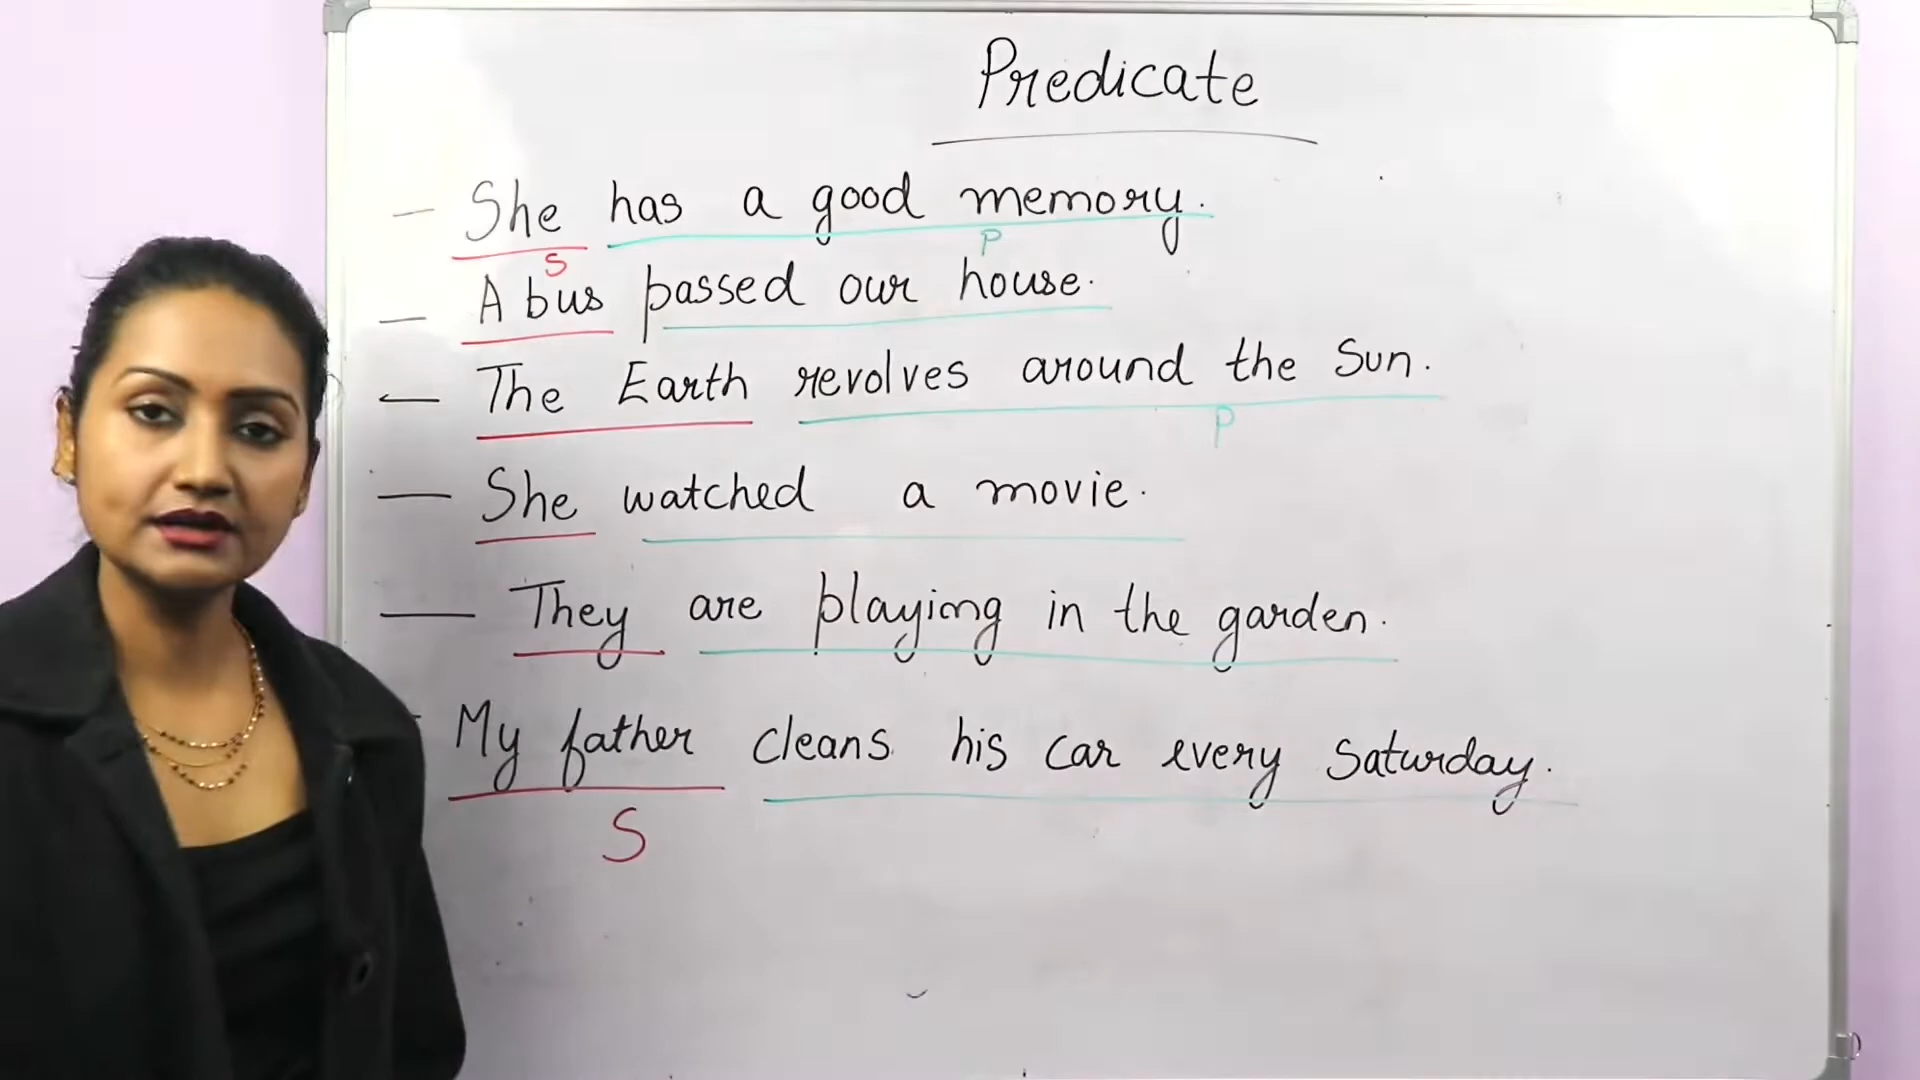 Predicate
— She has a good memory.
S P
— A bus passed our house.
— The Earth revolves around the Sun.
P
— She watched a movie.
— They are playing in the garden.
My father cleans his car every Saturday.
S